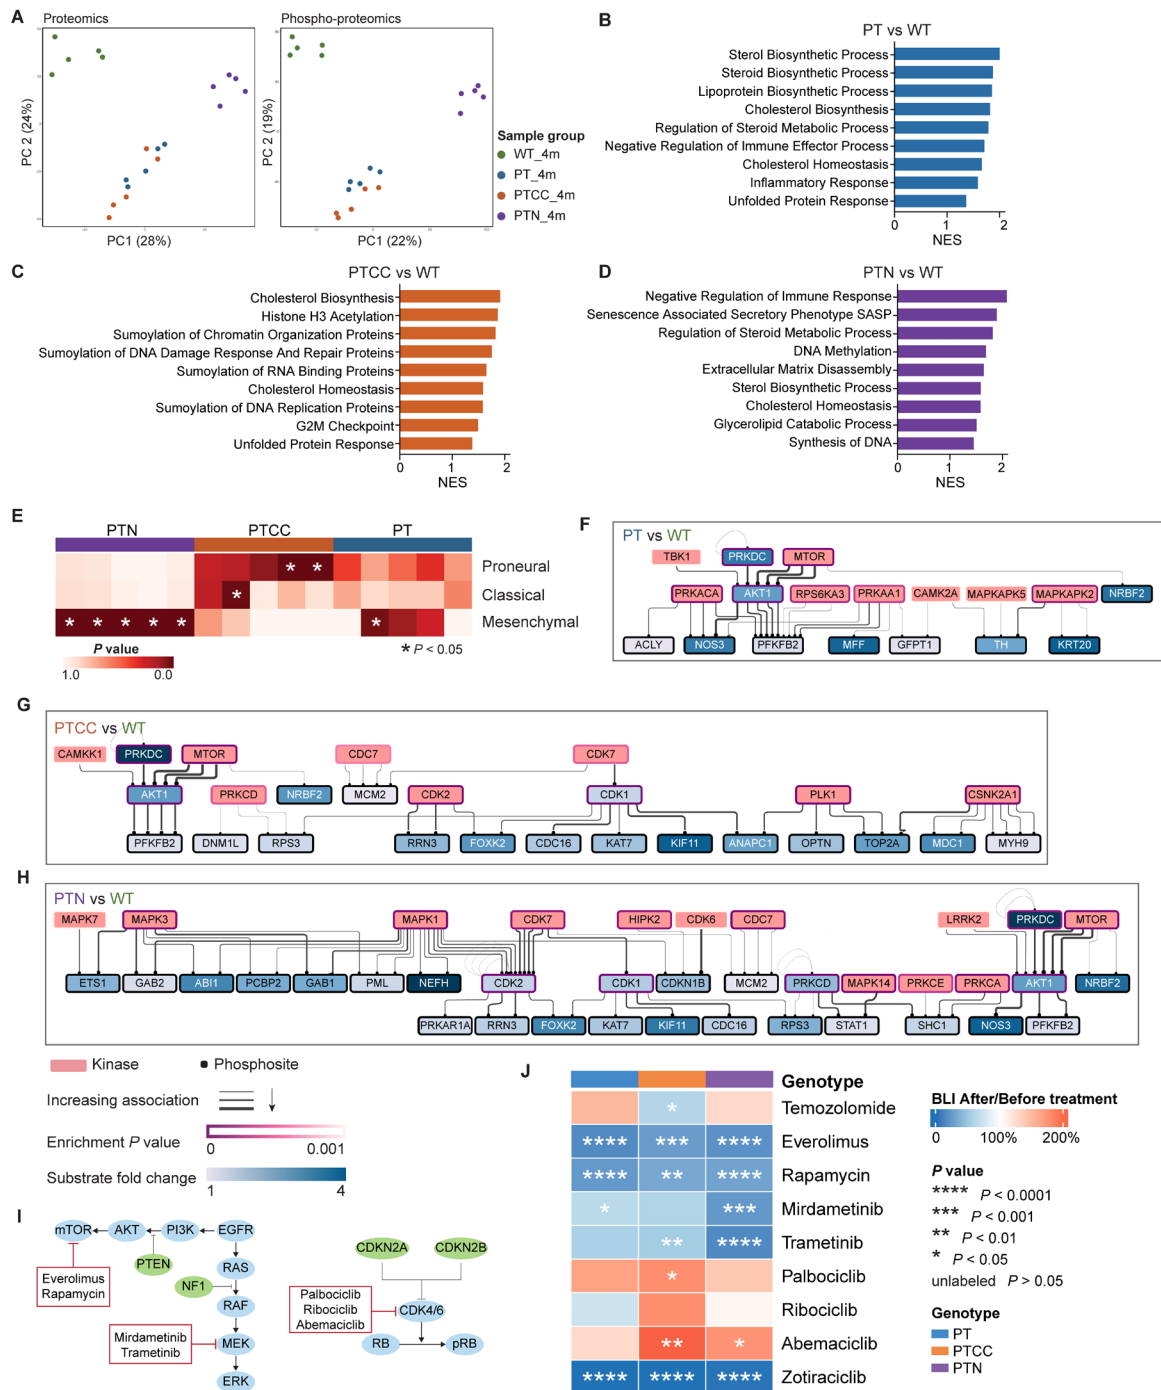 A
Proteomics
Phospho-proteomics
PC 2 (24%)
PC1 (28%)
PC 2 (19%)
PC1 (22%)
Sample group
WT_4m
PT_4m
PTCC_4m
PTN_4m
B
PT vs WT
Sterol Biosynthetic Process
Steroid Biosynthetic Process
Lipoprotein Biosynthetic Process
Cholesterol Biosynthesis
Regulation of Steroid Metabolic Process
Negative Regulation of Immune Effector Process
Cholesterol Homeostasis
Inflammatory Response
Unfolded Protein Response
0 1 2
NES
C
PTCC vs WT
Cholesterol Biosynthesis
Histone H3 Acetylation
Sumoylation of Chromatin Organization Proteins
Sumoylation of DNA Damage Response And Repair Proteins
Sumoylation of RNA Binding Proteins
Cholesterol Homeostasis
Sumoylation of DNA Replication Proteins
G2M Checkpoint
Unfolded Protein Response
0 1 2
NES
D
PTN vs WT
Negative Regulation of Immune Response
Senescence Associated Secretory Phenotype SASP
Regulation of Steroid Metabolic Process
DNA Methylation
Extracellular Matrix Disassembly
Sterol Biosynthetic Process
Cholesterol Homeostasis
Glycerolipid Catabolic Process
Synthesis of DNA
0 1 2
NES
E
PTN PTCC PT
* * Proneural
* Classical
* * * * * * Mesenchymal
P value
1.0 0.0
* P < 0.05
F
PT vs WT
TBK1 PRKDC MTOR
PRKACA AKT1 RPS6KA3 PRKAA1 CAMK2A MAPKAPK5 MAPKAPK2 NRBF2
ACLY NOS3 PFKFB2 MFF GFPT1 TH KRT20
G
PTCC vs WT
CAMKK1 PRKDC MTOR CDC7 CDK7
AKT1 PRKCD NRBF2 MCM2 CDK2 CDK1 PLK1 CSNK2A1
PFKFB2 DNM1L RPS3 RRN3 FOXK2 CDC16 KAT7 KIF11 ANAPC1 OPTN TOP2A MDC1 MYH9
H
PTN vs WT
MAPK7 MAPK3 MAPK1 CDK7 HIPK2 CDK6 CDC7 LRRK2 PRKDC MTOR
ETS1 GAB2 ABI1 PCBP2 GAB1 PML NEFH CDK2 CDK1 CDKN1B MCM2 PRKCD MAPK14 PRKCE PRKCA AKT1 NRBF2
PRKAR1A RRN3 FOXK2 KAT7 KIF11 CDC16 RPS3 STAT1 SHC1 NOS3 PFKFB2
Kinase
Phosphosite
Increasing association
Enrichment P value
0 0.001
Substrate fold change
1 4
I
mTOR AKT PI3K EGFR
PTEN
RAS
Everolimus
Rapamycin
NF1
RAF
Mirdametinib
Trametinib
MEK
ERK
CDKN2A CDKN2B
Palbociclib
Ribociclib
Abemaciclib
CDK4/6
RB pRB
J
Genotype
* Temozolomide
**** *** **** Everolimus
**** ** **** Rapamycin
* *** Mirdametinib
** **** Trametinib
* Palbociclib
Ribociclib
** * Abemaciclib
**** **** **** Zotiraciclib
BLI After/Before treatment
0 100% 200%
P value
**** P < 0.0001
*** P < 0.001
** P < 0.01
* P < 0.05
unlabeled P > 0.05
Genotype
PT
PTCC
PTN